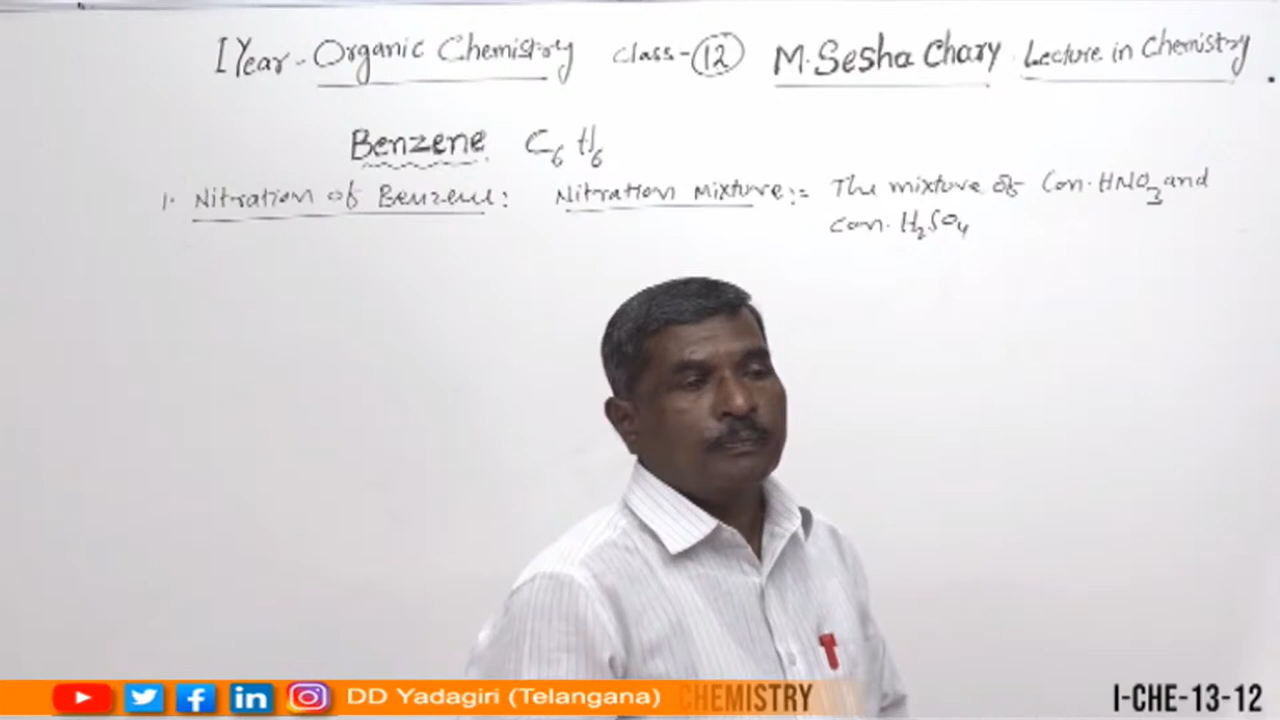 I Year - Organic Chemistry Class - 12 M. Sesha Chary Lecture in Chemistry
Benzene C6H6
1. Nitration of Benzene: Nitration Mixture:- The mixture of Con. HNO3 and
con. H2SO4
DD Yadagiri (Telangana) CHEMISTRY I-CHE-13-12